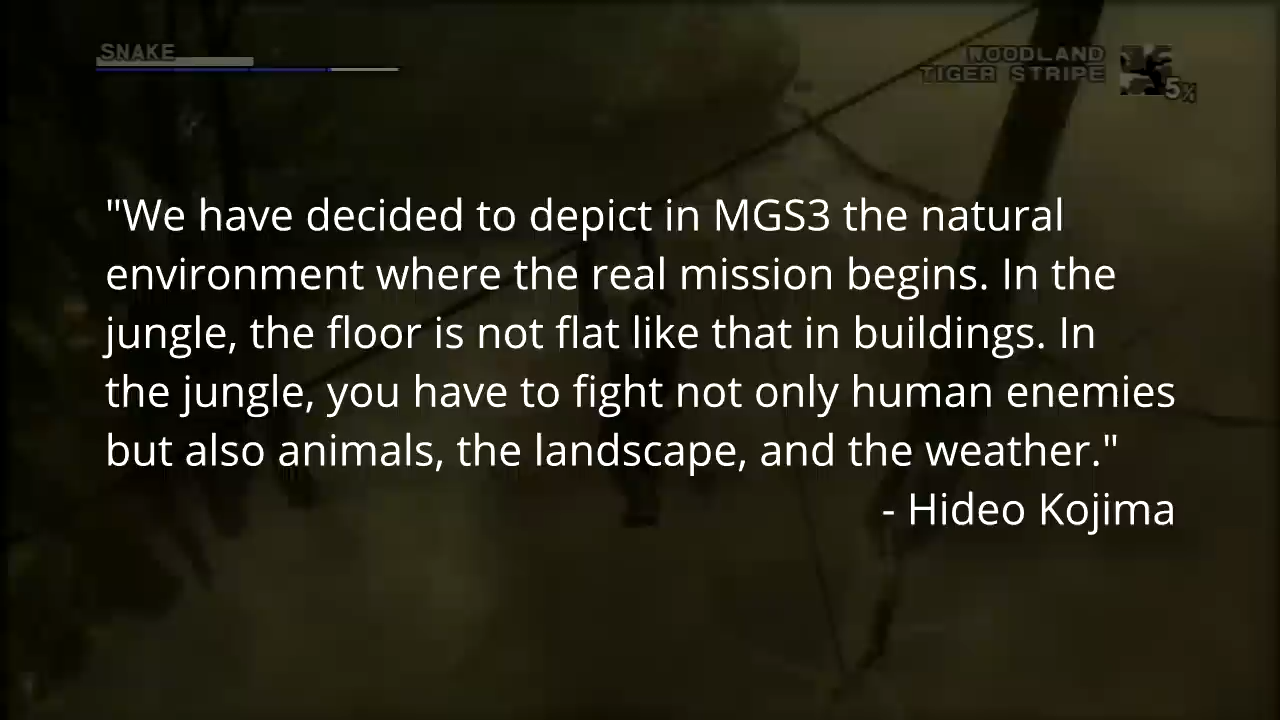 SNAKE
WOODLAND
TIGER STRIPE
5%
"We have decided to depict in MGS3 the natural
environment where the real mission begins. In the
jungle, the floor is not flat like that in buildings. In
the jungle, you have to fight not only human enemies
but also animals, the landscape, and the weather."
- Hideo Kojima